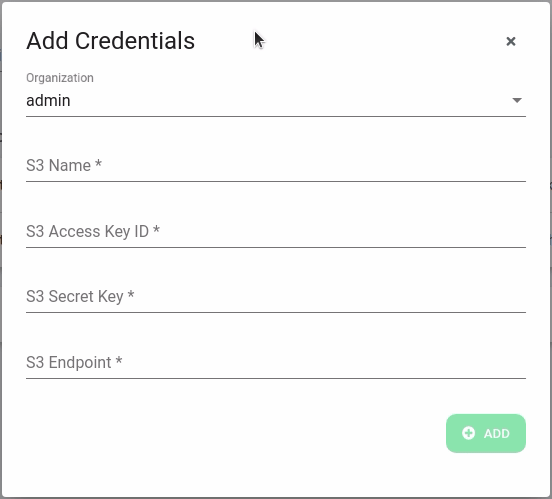 Add Credentials
×
Organization
admin
S3 Name *
S3 Access Key ID *
S3 Secret Key *
S3 Endpoint *
ADD